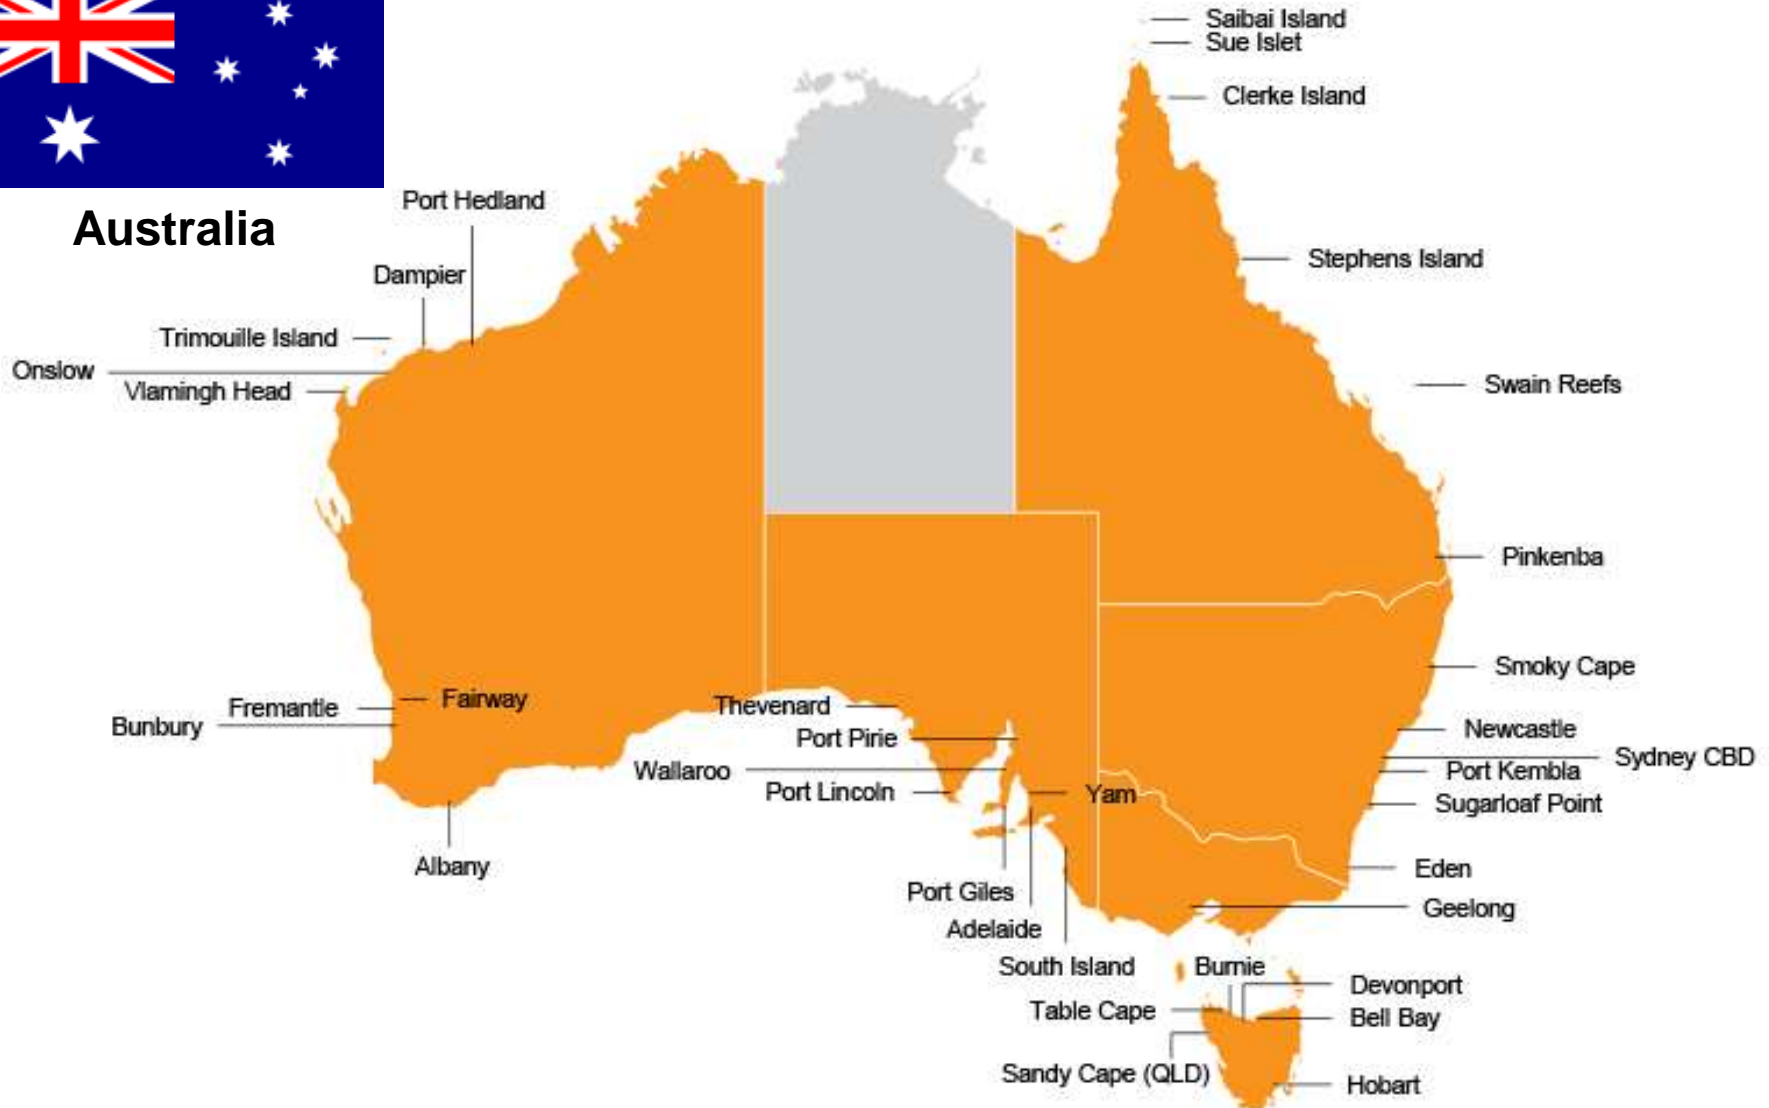 Saibai Island
Sue Islet
Clerke Island
Port Hedland
Australia
Stephens Island
Dampier
Trimouille Island
Onslow
Vlamingh Head
Swain Reefs
Pinkenba
Smoky Cape
Fairway
Fremantle
Thevenard
Bunbury
Newcastle
Port Pirie
Sydney CBD
Wallaroo
Port Kembla
Port Lincoln
Yam
Sugarloaf Point
Albany
Eden
Port Giles
Geelong
Adelaide
South Island
Burnie
Devonport
Table Cape
Bell Bay
Sandy Cape (QLD)
Hobart